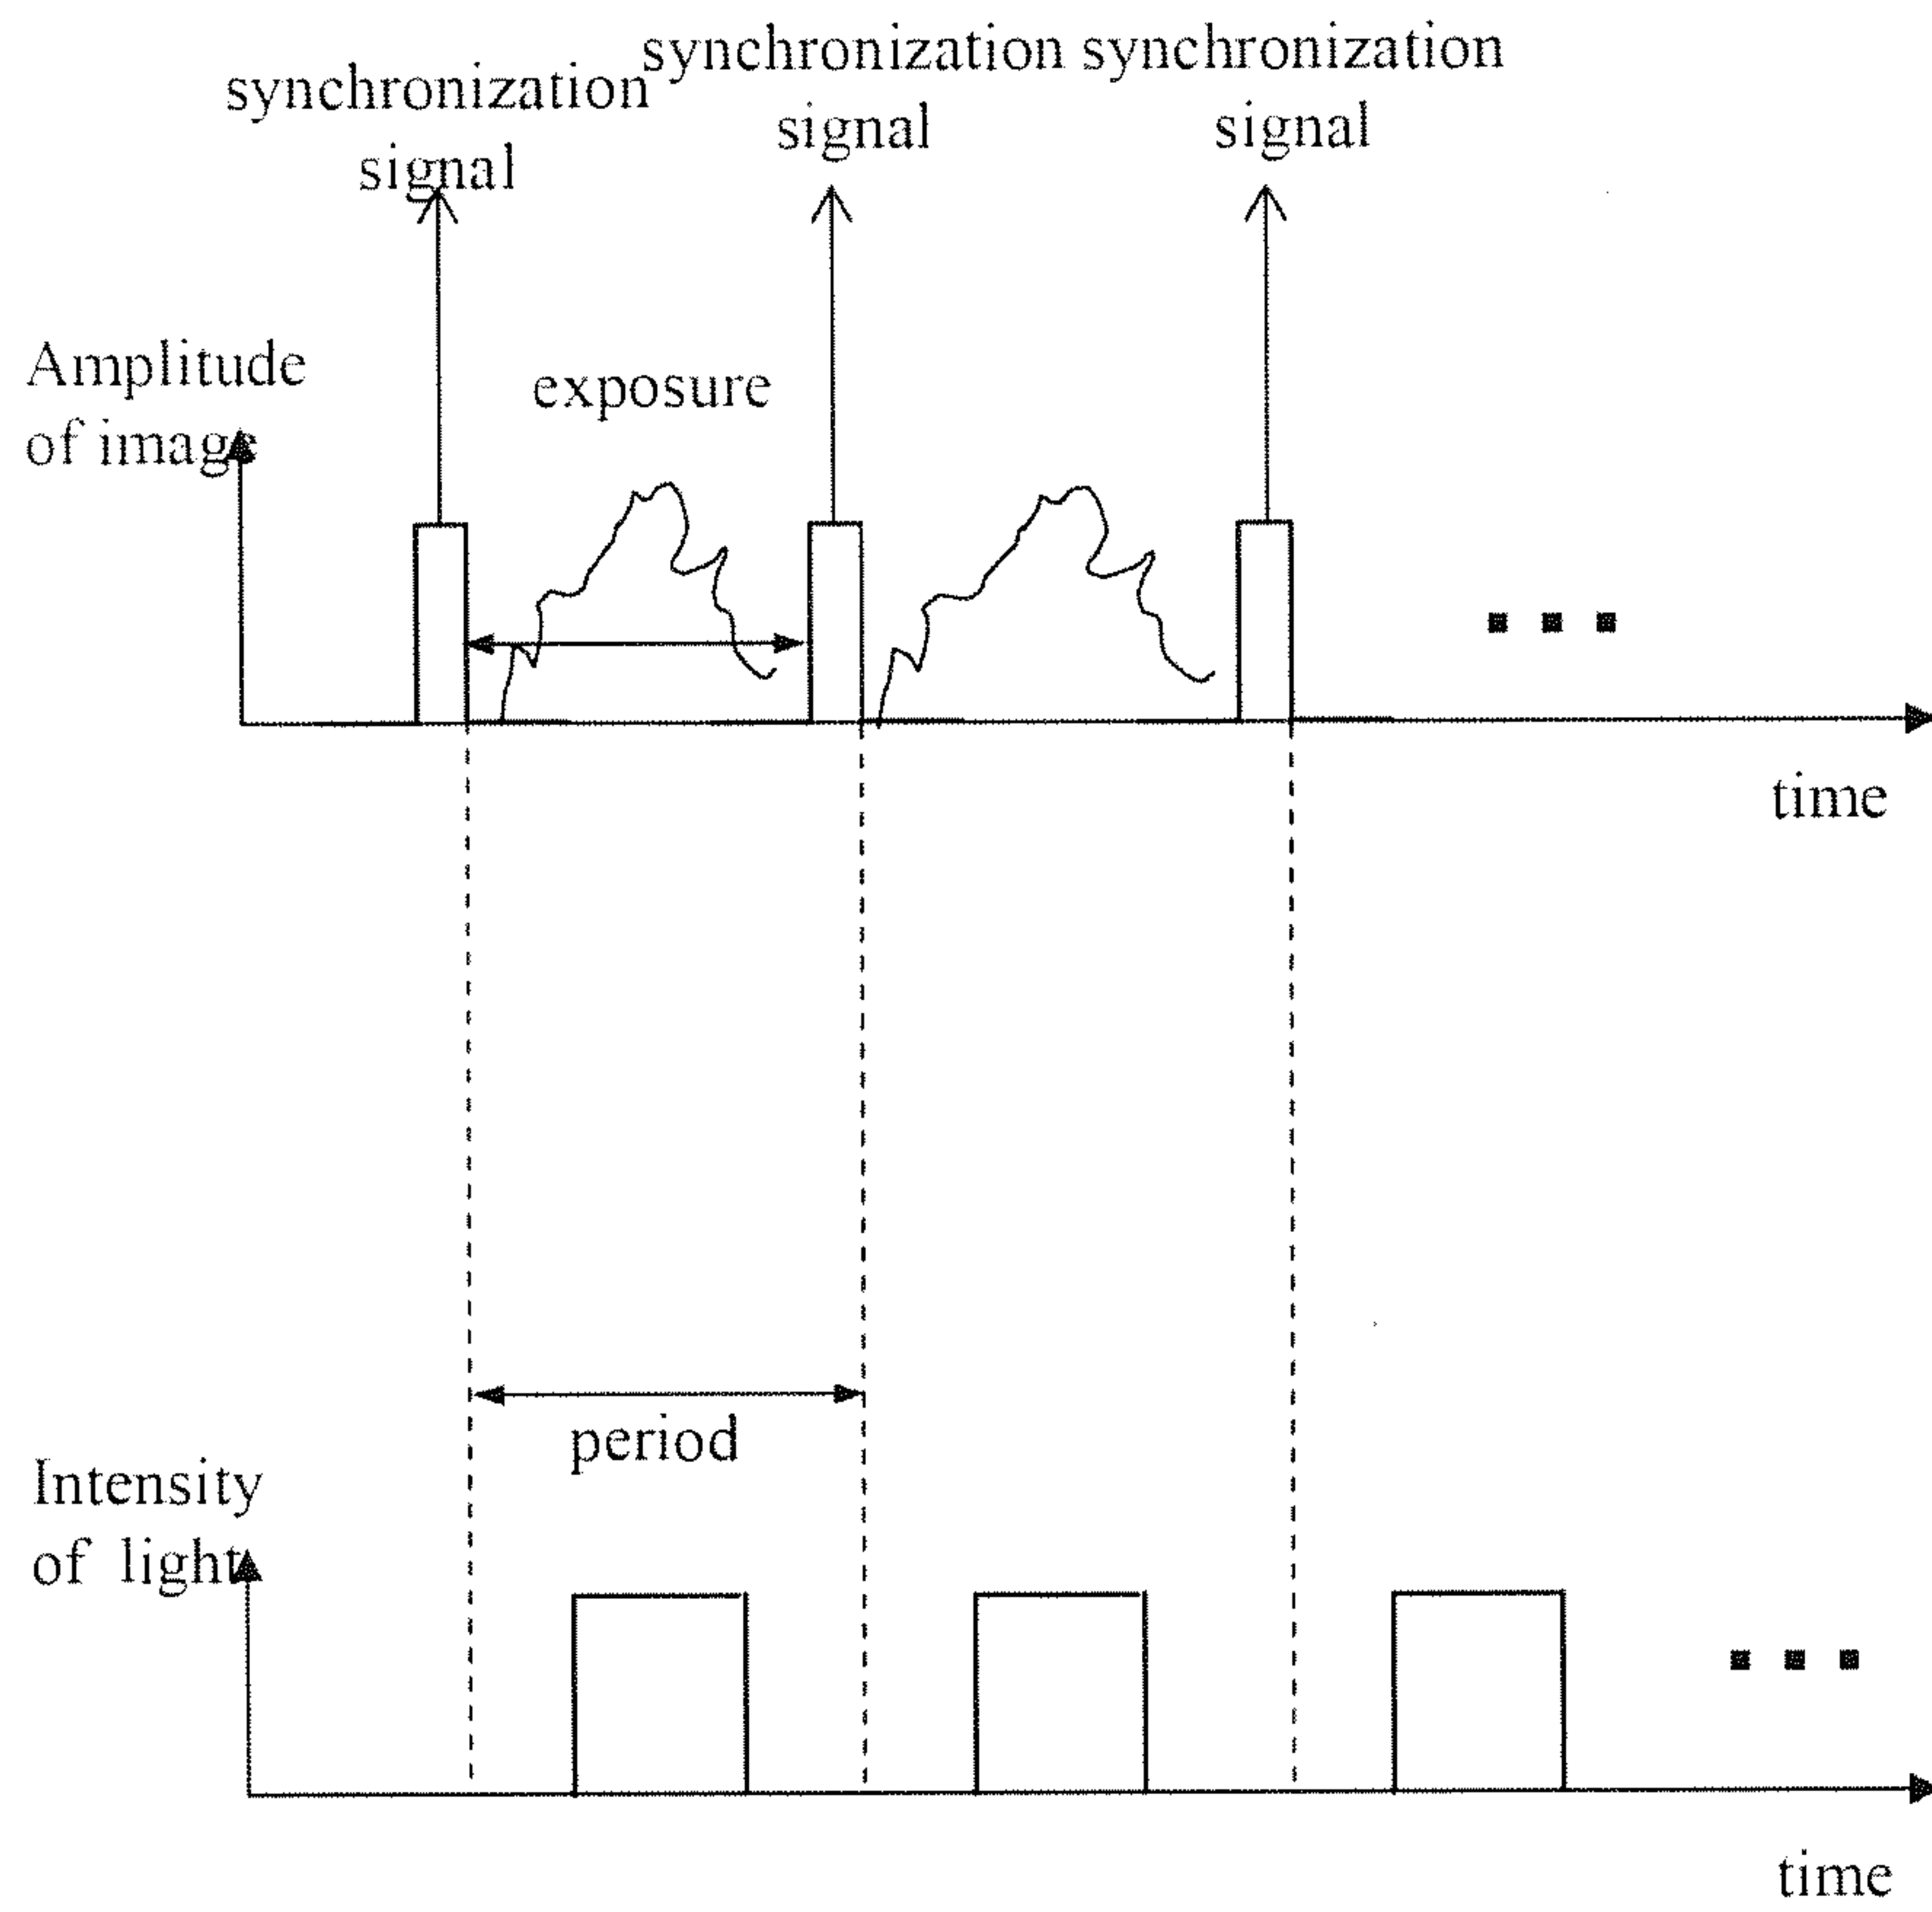 synchronization
signal
synchronization
signal
synchronization
signal
Amplitude
of image
exposure
time
period
Intensity
of light
time